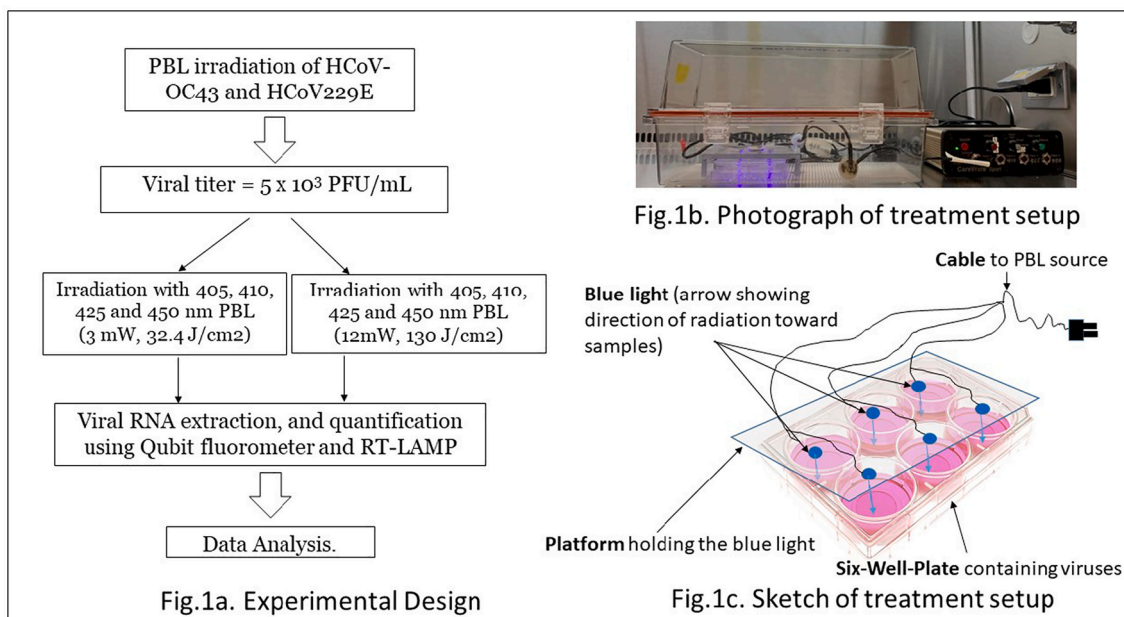 PBL irradiation of HCoV-
OC43 and HCoV229E
Viral titer = 5 x 10³ PFU/mL
Irradiation with 405, 410,
425 and 450 nm PBL
(3 mW, 32.4 J/cm2)
Irradiation with 405, 410,
425 and 450 nm PBL
(12mW, 130 J/cm2)
Viral RNA extraction, and quantification
using Qubit fluorometer and RT-LAMP
Data Analysis.
Fig.1a. Experimental Design
Fig.1b. Photograph of treatment setup
Cable to PBL source
Blue light (arrow showing
direction of radiation toward
samples)
Platform holding the blue light
Six-Well-Plate containing viruses
Fig.1c. Sketch of treatment setup